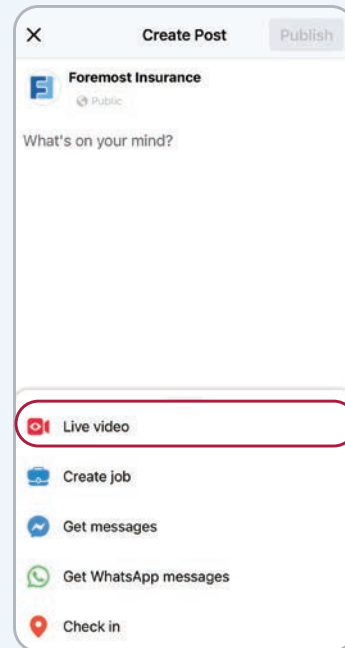 Create Post
Publish
Foremost Insurance
Public
What's on your mind?
Live video
Create job
Get messages
Get WhatsApp messages
Check in